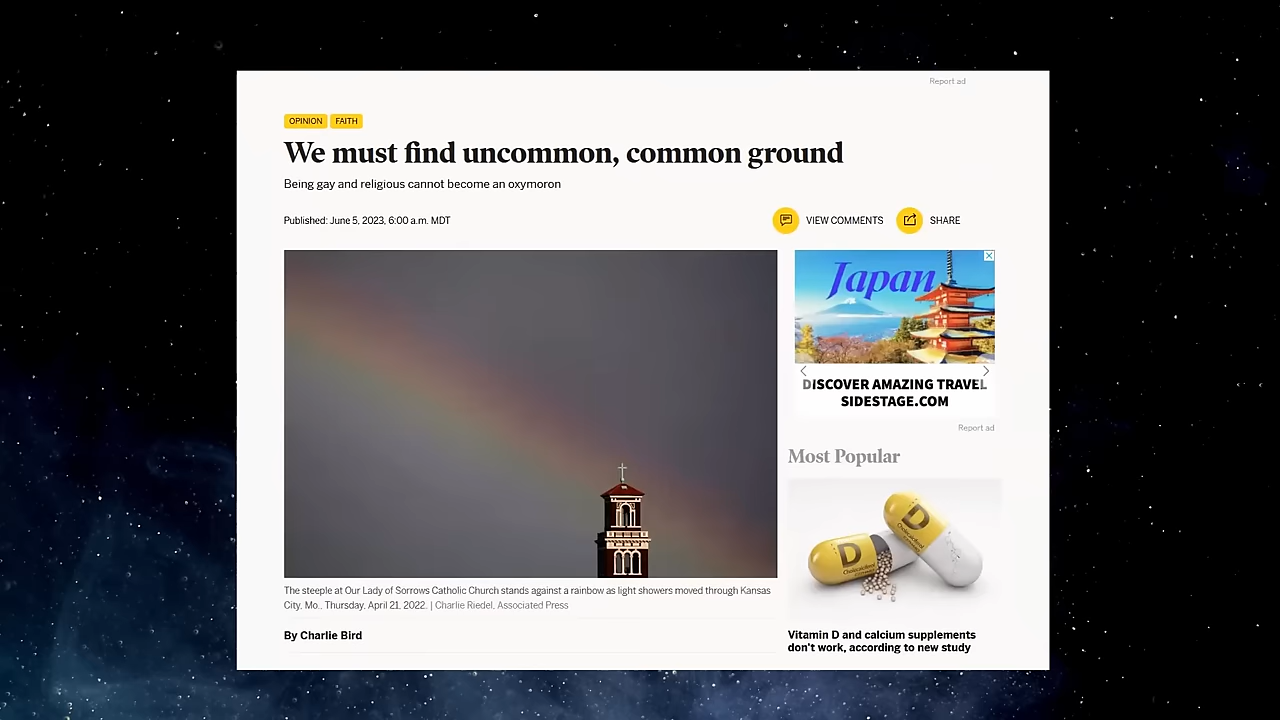 Report ad
OPINION FAITH
We must find uncommon, common ground
Being gay and religious cannot become an oxymoron
Published: June 5, 2023, 6:00 a.m. MDT
VIEW COMMENTS SHARE
Japan
DISCOVER AMAZING TRAVEL
SIDESTAGE.COM
Report ad
Most Popular
D
Cholecalciferol
D
Cholecalciferol
The steeple at Our Lady of Sorrows Catholic Church stands against a rainbow as light showers moved through Kansas
City, Mo., Thursday, April 21, 2022. | Charlie Riedel, Associated Press
By Charlie Bird
Vitamin D and calcium supplements
don't work, according to new study